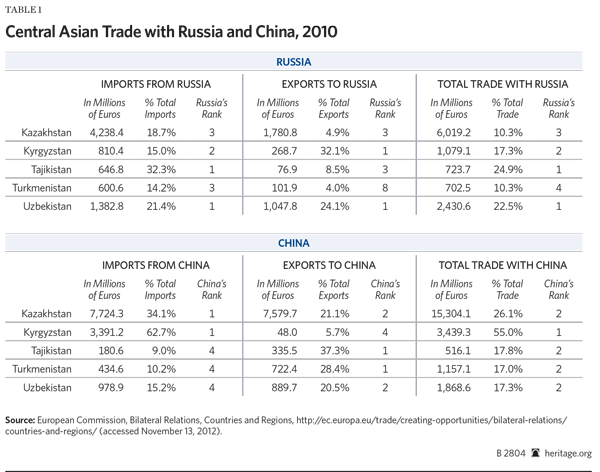 TABLE 1
Central Asian Trade with Russia and China, 2010
RUSSIA
IMPORTS FROM RUSSIA EXPORTS TO RUSSIA TOTAL TRADE WITH RUSSIA
In Millions % Total Russia's In Millions % Total Russia's In Millions % Total Russia's
of Euros Imports Rank of Euros Exports Rank of Euros Trade Rank
Kazakhstan 4,238.4 18.7% 3 1,780.8 4.9% 3 6,019.2 10.3% 3
Kyrgyzstan 810.4 15.0% 2 268.7 32.1% 1 1,079.1 17.3% 2
Tajikistan 646.8 32.3% 1 76.9 8.5% 3 723.7 24.9% 1
Turkmenistan 600.6 14.2% 3 101.9 4.0% 8 702.5 10.3% 4
Uzbekistan 1,382.8 21.4% 1 1,047.8 24.1% 1 2,430.6 22.5% 1
CHINA
IMPORTS FROM CHINA EXPORTS TO CHINA TOTAL TRADE WITH CHINA
In Millions % Total China's In Millions % Total China's In Millions % Total China's
of Euros Imports Rank of Euros Exports Rank of Euros Trade Rank
Kazakhstan 7,724.3 34.1% 1 7,579.7 21.1% 2 15,304.1 26.1% 2
Kyrgyzstan 3,391.2 62.7% 1 48.0 5.7% 4 3,439.3 55.0% 1
Tajikistan 180.6 9.0% 4 335.5 37.3% 1 516.1 17.8% 2
Turkmenistan 434.6 10.2% 4 722.4 28.4% 1 1,157.1 17.0% 2
Uzbekistan 978.9 15.2% 4 889.7 20.5% 2 1,868.6 17.3% 2
Source: European Commission, Bilateral Relations, Countries and Regions, http://ec.europa.eu/trade/creating-opportunities/bilateral-relations/
countries-and-regions/ (accessed November 13, 2012).
B 2804 heritage.org